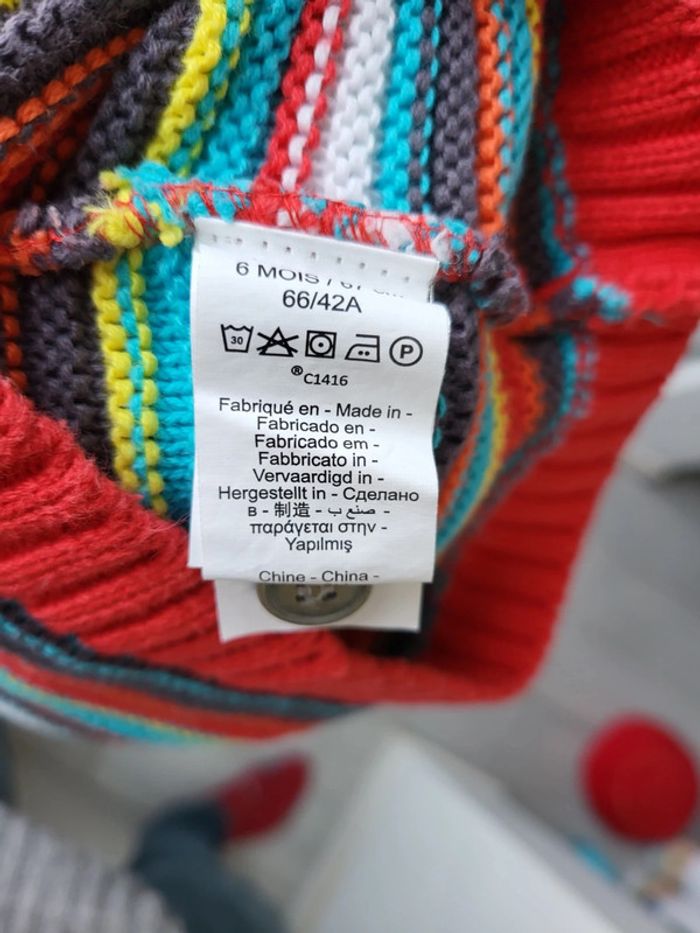 6 MOIS / 67
66/42A
30 P
®C1416
Fabriqué en - Made in -
Fabricado en -
Fabricado em -
Fabbricato in -
Vervaardigd in -
Hergestellt in - Сделано
в - 制造 - صنع ب -
παράγεται στην -
Yapılmış
Chine - China -